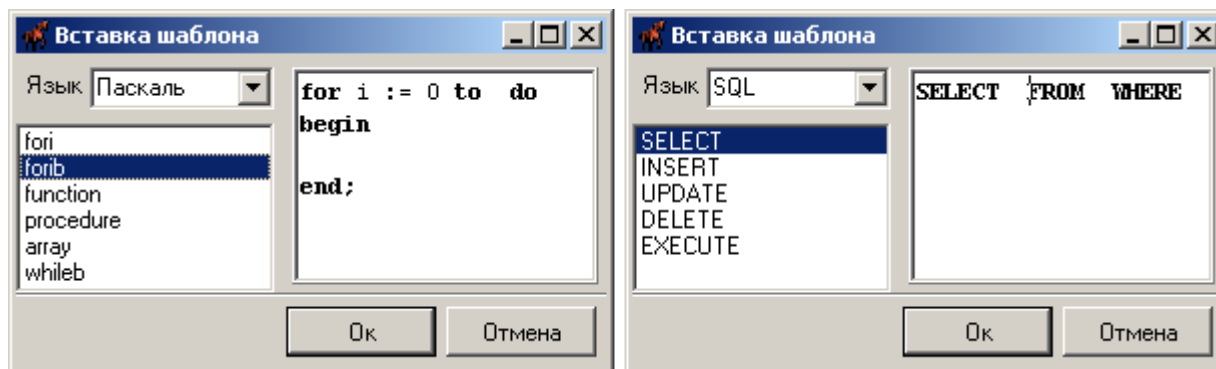 Вставка шаблона
Язык Паскаль
fori
forib
function
procedure
array
whileb
for i := 0 to  do
begin
end;
Ок
Отмена
Вставка шаблона
Язык SQL
SELECT
INSERT
UPDATE
DELETE
EXECUTE
SELECT  FROM  WHERE
Ок
Отмена